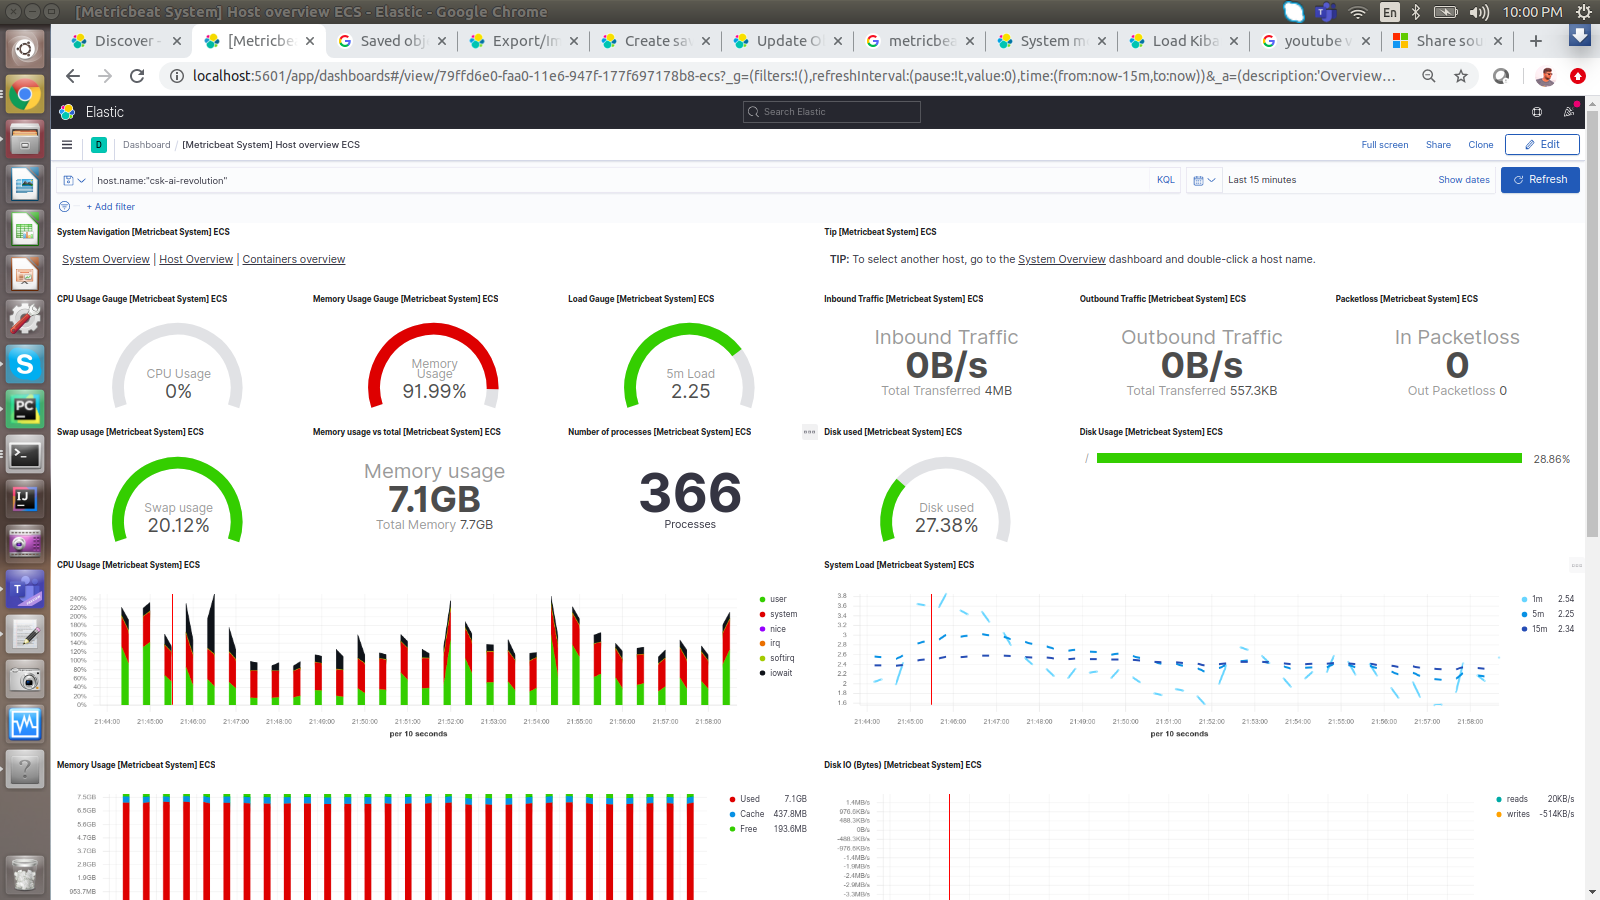 [Metricbeat System] Host overview ECS - Elastic - Google Chrome
En
10:00 PM
Discover -
[Metricbe
Saved obj
Export/Im
Create sav
Update O
metricbea
System m
Load Kiba
youtube v
Share sou
localhost:5601/app/dashboards#/view/79ffd6e0-faa0-11e6-947f-177f697178b8-ecs?_g=(filters:!(),refreshInterval:(pause:!t,value:0),time:(from:now-15m,to:now))&_a=(description:'Overview...
Elastic
Search Elastic
D
Dashboard / [Metricbeat System] Host overview ECS
Full screen
Share
Clone
Edit
host.name:"csk-ai-revolution"
KQL
Last 15 minutes
Show dates
Refresh
+ Add filter
System Navigation [Metricbeat System] ECS
System Overview | Host Overview | Containers overview
Tip [Metricbeat System] ECS
TIP: To select another host, go to the System Overview dashboard and double-click a host name.
CPU Usage Gauge [Metricbeat System] ECS
CPU Usage
0%
Memory Usage Gauge [Metricbeat System] ECS
Memory
Usage
91.99%
Load Gauge [Metricbeat System] ECS
5m Load
2.25
Inbound Traffic [Metricbeat System] ECS
Inbound Traffic
0B/s
Total Transferred 4MB
Outbound Traffic [Metricbeat System] ECS
Outbound Traffic
0B/s
Total Transferred 557.3KB
Packetloss [Metricbeat System] ECS
In Packetloss
0
Out Packetloss 0
Swap usage [Metricbeat System] ECS
Swap usage
20.12%
Memory usage vs total [Metricbeat System] ECS
Memory usage
7.1GB
Total Memory 7.7GB
Number of processes [Metricbeat System] ECS
366
Processes
Disk used [Metricbeat System] ECS
Disk used
27.38%
Disk Usage [Metricbeat System] ECS
/
28.86%
CPU Usage [Metricbeat System] ECS
240%
220%
200%
180%
160%
140%
120%
100%
80%
60%
40%
20%
0%
21:44:00
21:45:00
21:46:00
21:47:00
21:48:00
21:49:00
21:50:00
21:51:00
21:52:00
21:53:00
21:54:00
21:55:00
21:56:00
21:57:00
21:58:00
per 10 seconds
user
system
nice
irq
softirq
iowait
System Load [Metricbeat System] ECS
3.8
3.6
3.4
3.2
3
2.8
2.6
2.4
2.2
2
1.8
1.6
21:44:00
21:45:00
21:46:00
21:47:00
21:48:00
21:49:00
21:50:00
21:51:00
21:52:00
21:53:00
21:54:00
21:55:00
21:56:00
21:57:00
21:58:00
per 10 seconds
1m 2.54
5m 2.25
15m 2.34
Memory Usage [Metricbeat System] ECS
7.5GB
6.5GB
5.6GB
4.7GB
3.7GB
2.8GB
1.9GB
953.7MB
Used 7.1GB
Cache 437.8MB
Free 193.6MB
Disk IO (Bytes) [Metricbeat System] ECS
1.4MB/s
976.6KB/s
488.3KB/s
0B/s
-488.3KB/s
-976.6KB/s
-1.4MB/s
-1.9MB/s
-2.4MB/s
-2.9MB/s
-3.3MB/s
reads 20KB/s
writes -514KB/s